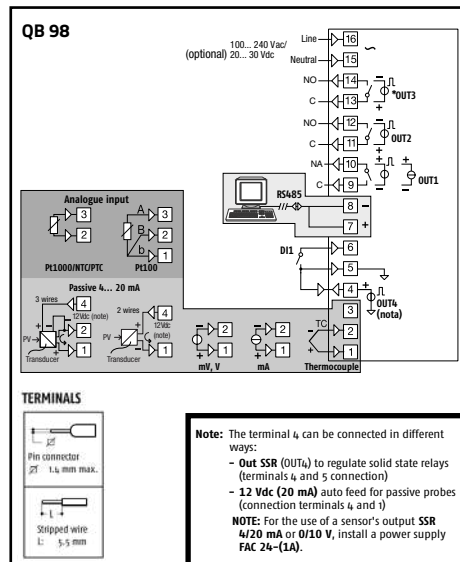 QB 98
Line
16
100... 240 Vac/
(optional) 20... 30 Vdc
Neutral
15
NO
14
C
13
*OUT3
NO
12
C
11
OUT2
NA
10
C
9
OUT1
RS485
8
7
DI1
6
5
4
OUT4
(nota)
3
TC
2
1
Thermocouple
Analogue input
3
2
Pt1000/NTC/PTC
A
3
B
2
b
1
Pt100
Passive 4... 20 mA
3 wires
4
12Vdc (note)
2
PV
1
Transducer
2 wires
4
12Vdc
(note)
2
PV
1
Transducer
2
1
mV, V
2
1
mA
TERMINALS
Pin connector
Ø 1.4 mm max.
L
Stripped wire
L: 5.5 mm
Note: The terminal 4 can be connected in different
ways:
– Out SSR (OUT4) to regulate solid state relays
(terminals 4 and 5 connection)
– 12 Vdc (20 mA) auto feed for passive probes
(connection terminals 4 and 1)
NOTE: For the use of a sensor's output SSR
4/20 mA or 0/10 V, install a power supply
FAC 24-(1A).